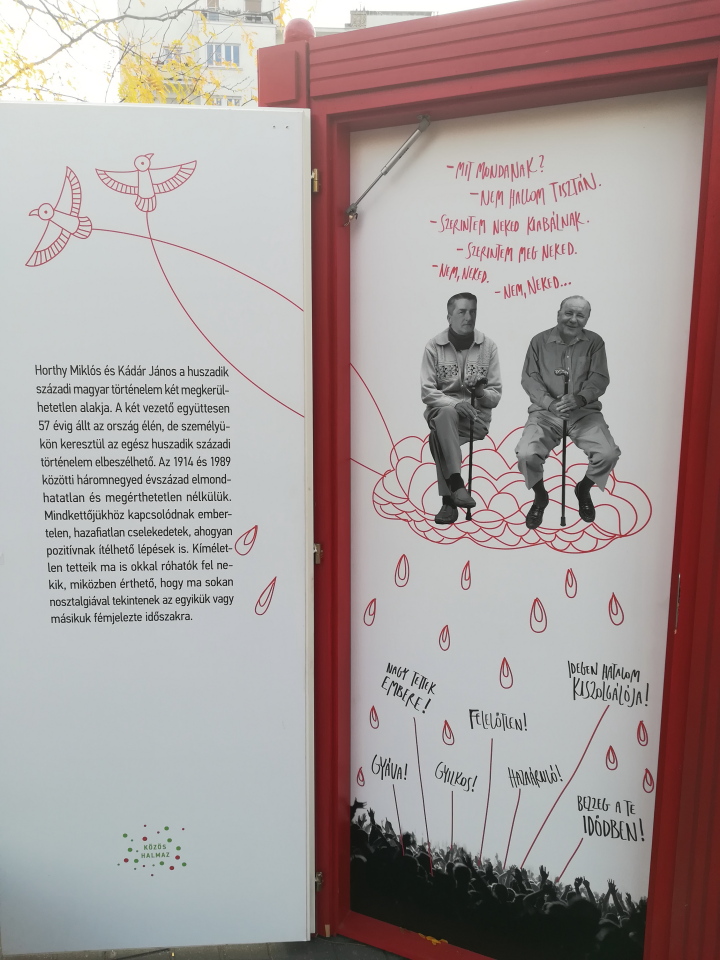 Horthy Miklós és Kádár János a huszadik
századi magyar történelem két megkerül-
hetetlen alakja. A két vezető együttesen
57 évig állt az ország élén, de személyü-
kön keresztül az egész huszadik századi
történelem elbeszélhető. Az 1914 és 1989
közötti háromnegyed évszázad elmond-
hatatlan és megérthetetlen nélkülük.
Mindkettőjükhöz kapcsolódnak ember-
telen, hazafiatlan cselekedetek, ahogyan
pozitívnak ítélhető lépések is. Kímélet-
len tetteik ma is okkal róhatók fel ne-
kik, miközben érthető, hogy ma sokan
nosztalgiával tekintenek az egyikük vagy
másikuk fémjelezte időszakra.
KÖZÖS
HALMAZ
-MIT MONDANAK?
-NEM HALLOM TISZTÁN.
-SZERINTEM NEKED KIABÁLNAK.
-SZERINTEM MEG NEKED.
-NEM, NEKED.
-NEM, NEKED...
NAGY TETTEK
EMBERE!
IDEGEN HATALOM
KISZOLGÁLÓJA!
FELELŐTLEN!
GYÁVA!
GYILKOS!
HAZAÁRULÓ!
BEZZEG A TE
IDŐDBEN!